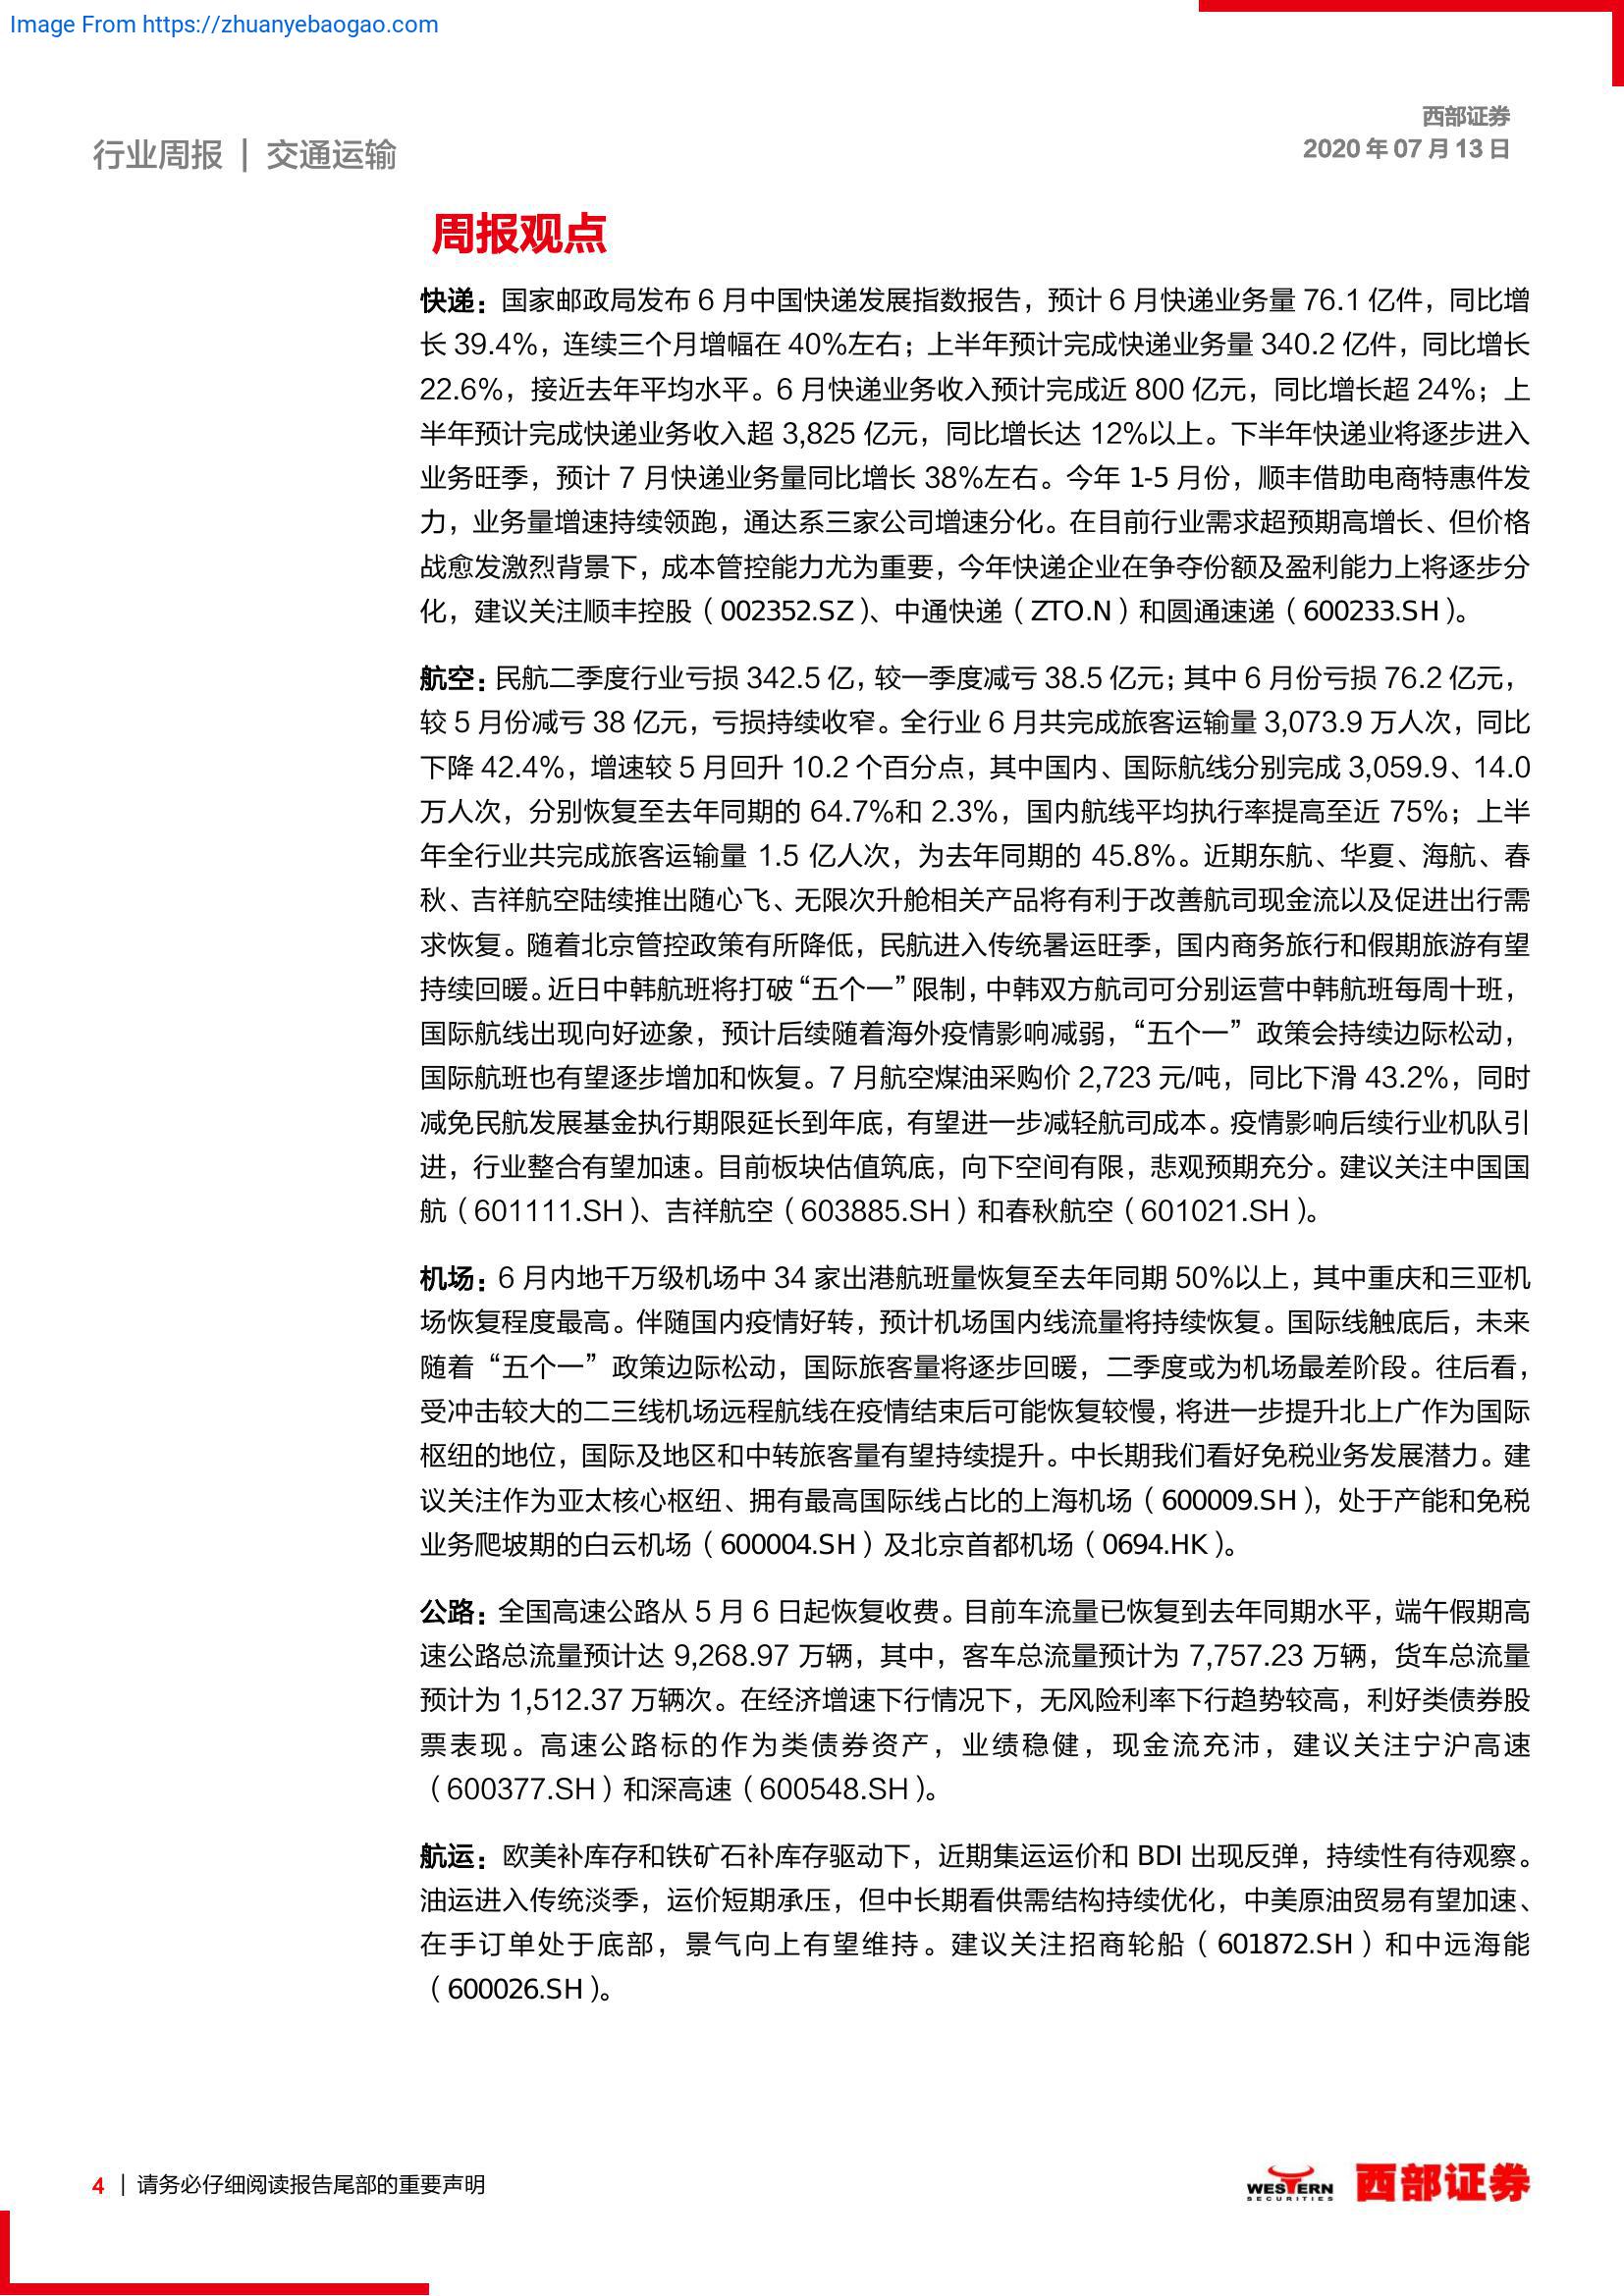 Image From https://zhuanyebaogao.com
西部证券
行业周报 | 交通运输
2020 年 07 月 13 日
周报观点
快递：国家邮政局发布 6 月中国快递发展指数报告，预计 6 月快递业务量 76.1 亿件，同比增
长 39.4%，连续三个月增幅在 40%左右；上半年预计完成快递业务量 340.2 亿件，同比增长
22.6%，接近去年平均水平。6 月快递业务收入预计完成近 800 亿元，同比增长超 24%；上
半年预计完成快递业务收入超 3,825 亿元，同比增长达 12%以上。下半年快递业将逐步进入
业务旺季，预计 7 月快递业务量同比增长 38%左右。今年 1-5 月份，顺丰借助电商特惠件发
力，业务量增速持续领跑，通达系三家公司增速分化。在目前行业需求超预期高增长、但价格
战愈发激烈背景下，成本管控能力尤为重要，今年快递企业在争夺份额及盈利能力上将逐步分
化，建议关注顺丰控股（002352.SZ）、中通快递（ZTO.N）和圆通速递（600233.SH）。
航空：民航二季度行业亏损 342.5 亿，较一季度减亏 38.5 亿元；其中 6 月份亏损 76.2 亿元，
较 5 月份减亏 38 亿元，亏损持续收窄。全行业 6 月共完成旅客运输量 3,073.9 万人次，同比
下降 42.4%，增速较 5 月回升 10.2 个百分点，其中国内、国际航线分别完成 3,059.9、14.0
万人次，分别恢复至去年同期的 64.7%和 2.3%，国内航线平均执行率提高至近 75%；上半
年全行业共完成旅客运输量 1.5 亿人次，为去年同期的 45.8%。近期东航、华夏、海航、春
秋、吉祥航空陆续推出随心飞、无限次升舱相关产品将有利于改善航司现金流以及促进出行需
求恢复。随着北京管控政策有所降低，民航进入传统暑运旺季，国内商务旅行和假期旅游有望
持续回暖。近日中韩航班将打破“五个一”限制，中韩双方航司可分别运营中韩航班每周十班，
国际航线出现向好迹象，预计后续随着海外疫情影响减弱，“五个一”政策会持续边际松动，
国际航班也有望逐步增加和恢复。7 月航空煤油采购价 2,723 元/吨，同比下滑 43.2%，同时
减免民航发展基金执行期限延长到年底，有望进一步减轻航司成本。疫情影响后续行业机队引
进，行业整合有望加速。目前板块估值筑底，向下空间有限，悲观预期充分。建议关注中国国
航（601111.SH）、吉祥航空（603885.SH）和春秋航空（601021.SH）。
机场：6 月内地千万级机场中 34 家出港航班量恢复至去年同期 50%以上，其中重庆和三亚机
场恢复程度最高。伴随国内疫情好转，预计机场国内线流量将持续恢复。国际线触底后，未来
随着“五个一”政策边际松动，国际旅客量将逐步回暖，二季度或为机场最差阶段。往后看，
受冲击较大的二三线机场远程航线在疫情结束后可能恢复较慢，将进一步提升北上广作为国际
枢纽的地位，国际及地区和中转旅客量有望持续提升。中长期我们看好免税业务发展潜力。建
议关注作为亚太核心枢纽、拥有最高国际线占比的上海机场（600009.SH），处于产能和免税
业务爬坡期的白云机场（600004.SH）及北京首都机场（0694.HK）。
公路：全国高速公路从 5 月 6 日起恢复收费。目前车流量已恢复到去年同期水平，端午假期高
速公路总流量预计达 9,268.97 万辆，其中，客车总流量预计为 7,757.23 万辆，货车总流量
预计为 1,512.37 万辆次。在经济增速下行情况下，无风险利率下行趋势较高，利好类债券股
票表现。高速公路标的作为类债券资产，业绩稳健，现金流充沛，建议关注宁沪高速
（600377.SH）和深高速（600548.SH）。
航运：欧美补库存和铁矿石补库存驱动下，近期集运运价和 BDI 出现反弹，持续性有待观察。
油运进入传统淡季，运价短期承压，但中长期看供需结构持续优化，中美原油贸易有望加速、
在手订单处于底部，景气向上有望维持。建议关注招商轮船（601872.SH）和中远海能
（600026.SH）。
4 | 请务必仔细阅读报告尾部的重要声明
WESTERN
SECURITIES
西部证券